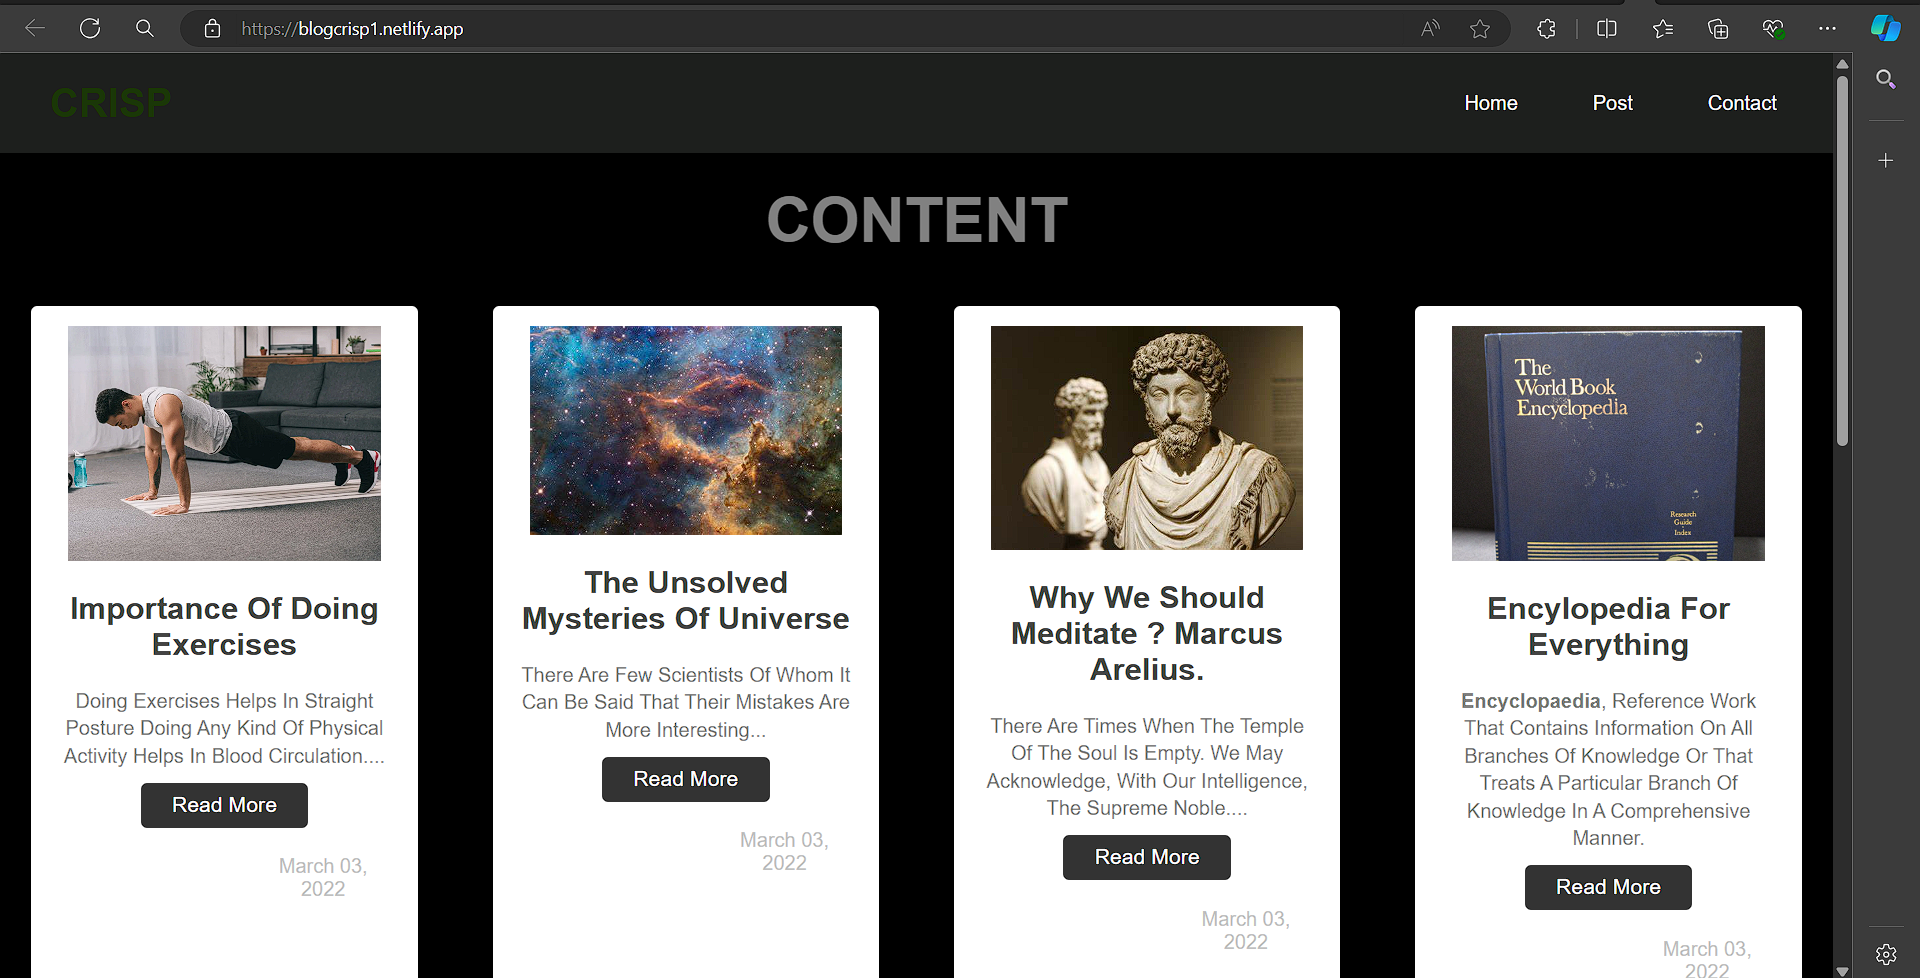 https://blogcrisp1.netlify.app
CRISP
Home
Post
Contact
CONTENT
Importance Of Doing
Exercises
Doing Exercises Helps In Straight
Posture Doing Any Kind Of Physical
Activity Helps In Blood Circulation....
Read More
March 03,
2022
The Unsolved
Mysteries Of Universe
There Are Few Scientists Of Whom It
Can Be Said That Their Mistakes Are
More Interesting...
Read More
March 03,
2022
Why We Should
Meditate ? Marcus
Arelius.
There Are Times When The Temple
Of The Soul Is Empty. We May
Acknowledge, With Our Intelligence,
The Supreme Noble....
Read More
March 03,
2022
The
World Book
Encyclopedia
Research
Guide
Index
Encylopedia For
Everything
Encyclopaedia, Reference Work
That Contains Information On All
Branches Of Knowledge Or That
Treats A Particular Branch Of
Knowledge In A Comprehensive
Manner.
Read More
March 03,
2022